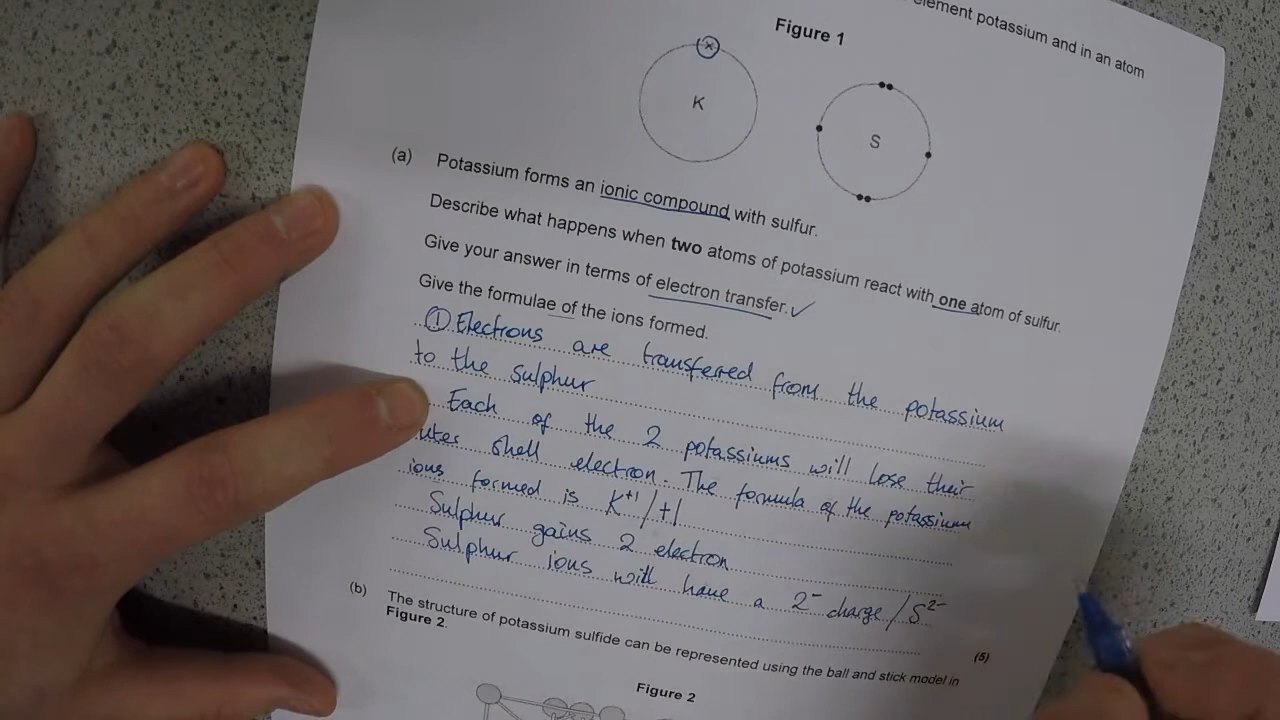 element potassium and in an atom
Figure 1
K
S
(a) Potassium forms an ionic compound with sulfur.
Describe what happens when two atoms of potassium react with one atom of sulfur.
Give your answer in terms of electron transfer. ✓
Give the formulae of the ions formed.
① Electrons are transferred from the potassium
to the sulphur
Each of the 2 potassiums will lose their
shell electron. The formula of the potassium
ions formed is K⁺¹/+1
Sulphur gains 2 electron
Sulphur ions will have a 2⁻ charge/S²⁻
(5)
(b) The structure of potassium sulfide can be represented using the ball and stick model in
Figure 2.
Figure 2